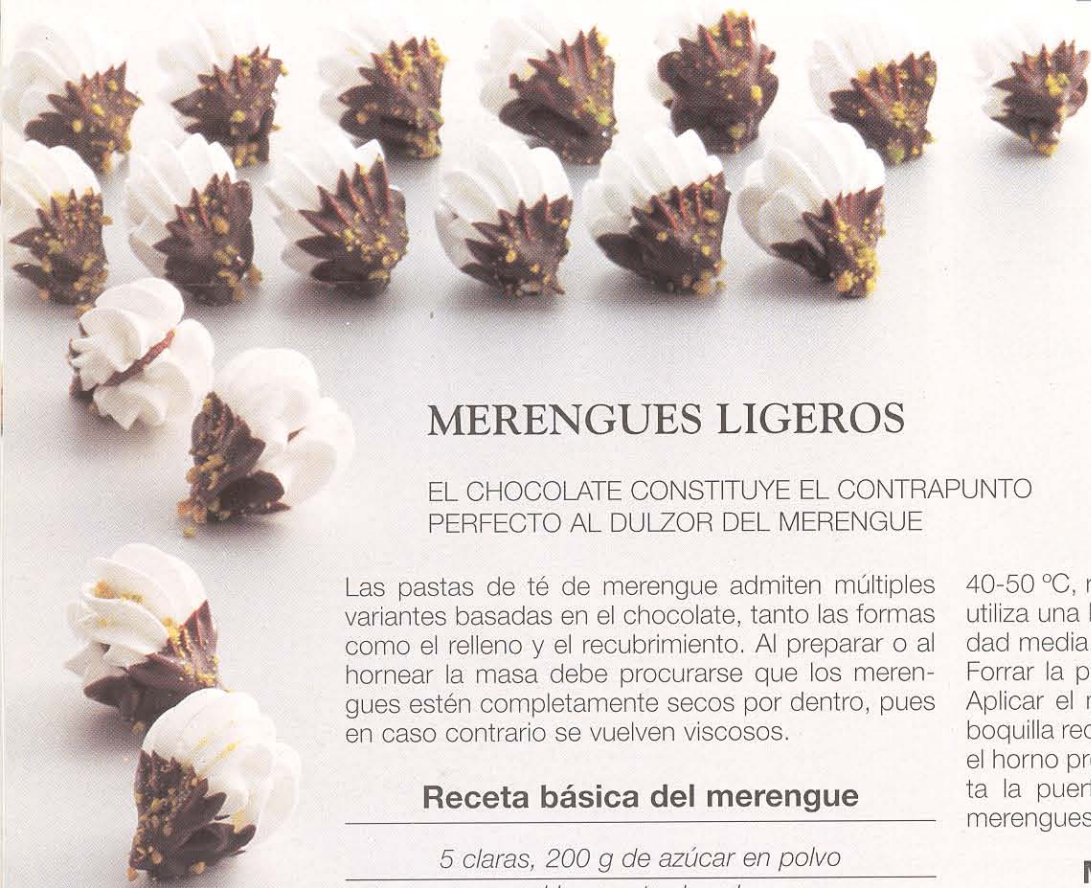 MERENGUES LIGEROS
EL CHOCOLATE CONSTITUYE EL CONTRAPUNTO
PERFECTO AL DULZOR DEL MERENGUE
Las pastas de té de merengue admiten múltiples
variantes basadas en el chocolate, tanto las formas
como el relleno y el recubrimiento. Al preparar o al
hornear la masa debe procurarse que los meren-
gues estén completamente secos por dentro, pues
en caso contrario se vuelven viscosos.
Receta básica del merengue
5 claras, 200 g de azúcar en polvo
40-50 ºC, 
utiliza una
dad media
Forrar la
Aplicar el
boquilla
el horno
ta la
merengues